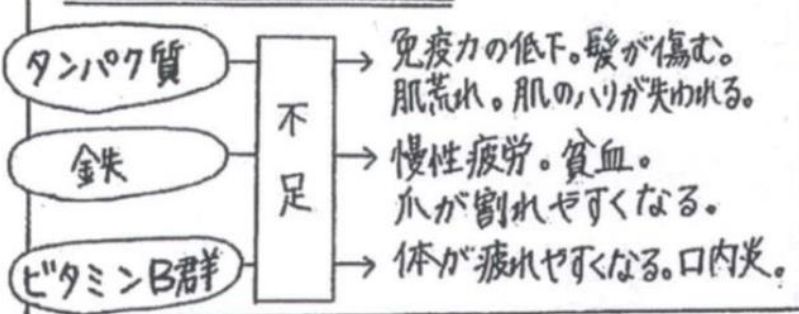 タンパク質
不足
免疫力の低下。髪が傷む。
肌荒れ。肌のハリが失われる。
鉄
慢性疲労。貧血。
爪が割れやすくなる。
ビタミンB群
体が疲れやすくなる。口内炎。